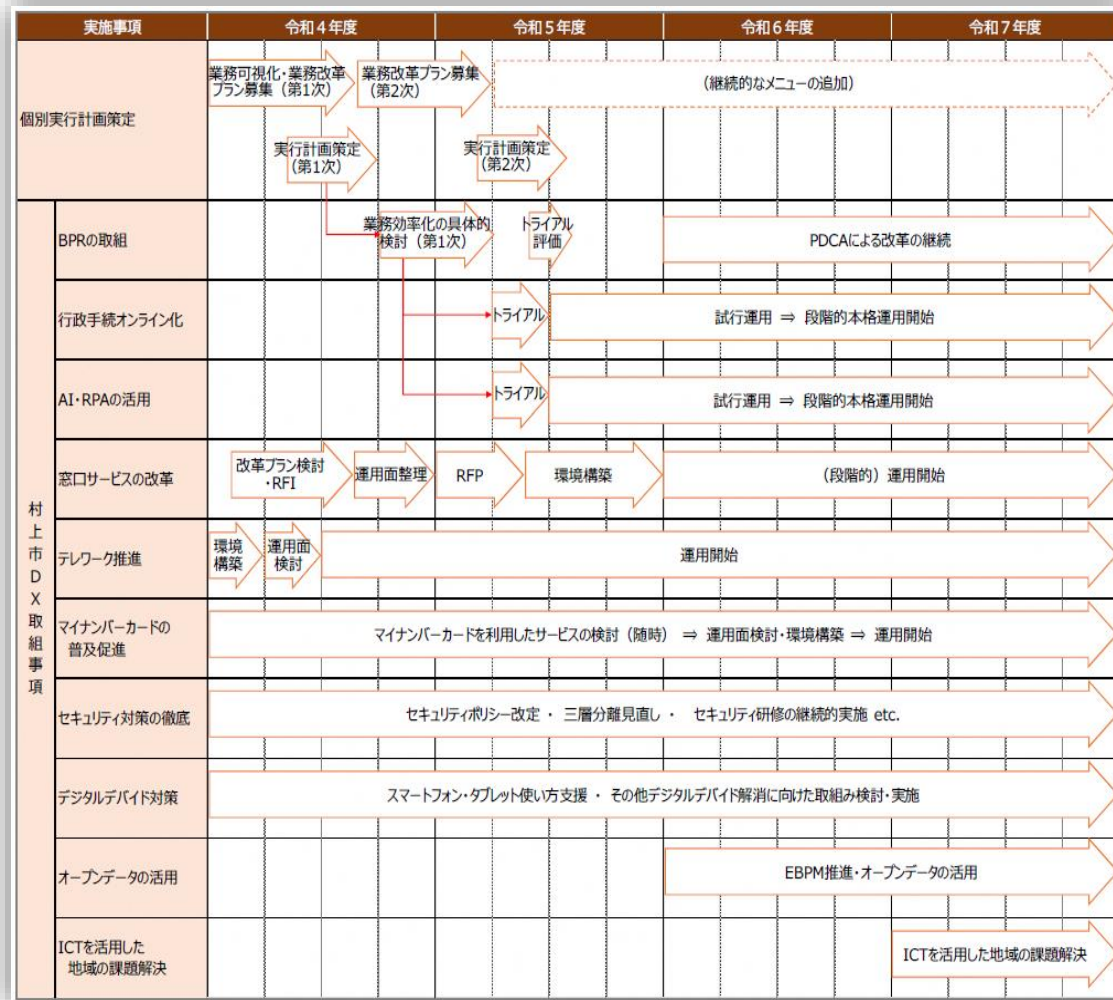 実施事項
令和４年度
令和５年度
令和６年度
令和７年度
個別実行計画策定
業務可視化・業務改革
プラン募集（第1次）
業務改革プラン募集
（第2次）
（継続的なメニューの追加）
実行計画策定
（第1次）
実行計画策定
（第2次）
村上市ＤＸ取組事項
BPRの取組
業務効率化の具体的
検討（第1次）
トライアル
評価
PDCAによる改革の継続
行政手続オンライン化
トライアル
試行運用 ⇒ 段階的本格運用開始
AI・RPAの活用
トライアル
試行運用 ⇒ 段階的本格運用開始
窓口サービスの改革
改革プラン検討
・RFI
運用面整理
RFP
環境構築
（段階的）運用開始
テレワーク推進
環境
構築
運用面
検討
運用開始
マイナンバーカードの
普及促進
マイナンバーカードを利用したサービスの検討（随時） ⇒ 運用面検討・環境構築 ⇒ 運用開始
セキュリティ対策の徹底
セキュリティポリシー改定 ・ 三層分離見直し ・ セキュリティ研修の継続的実施 etc.
デジタルデバイド対策
スマートフォン・タブレット使い方支援 ・ その他デジタルデバイド解消に向けた取組み検討・実施
オープンデータの活用
EBPM推進・オープンデータの活用
ICTを活用した
地域の課題解決
ICTを活用した地域の課題解決